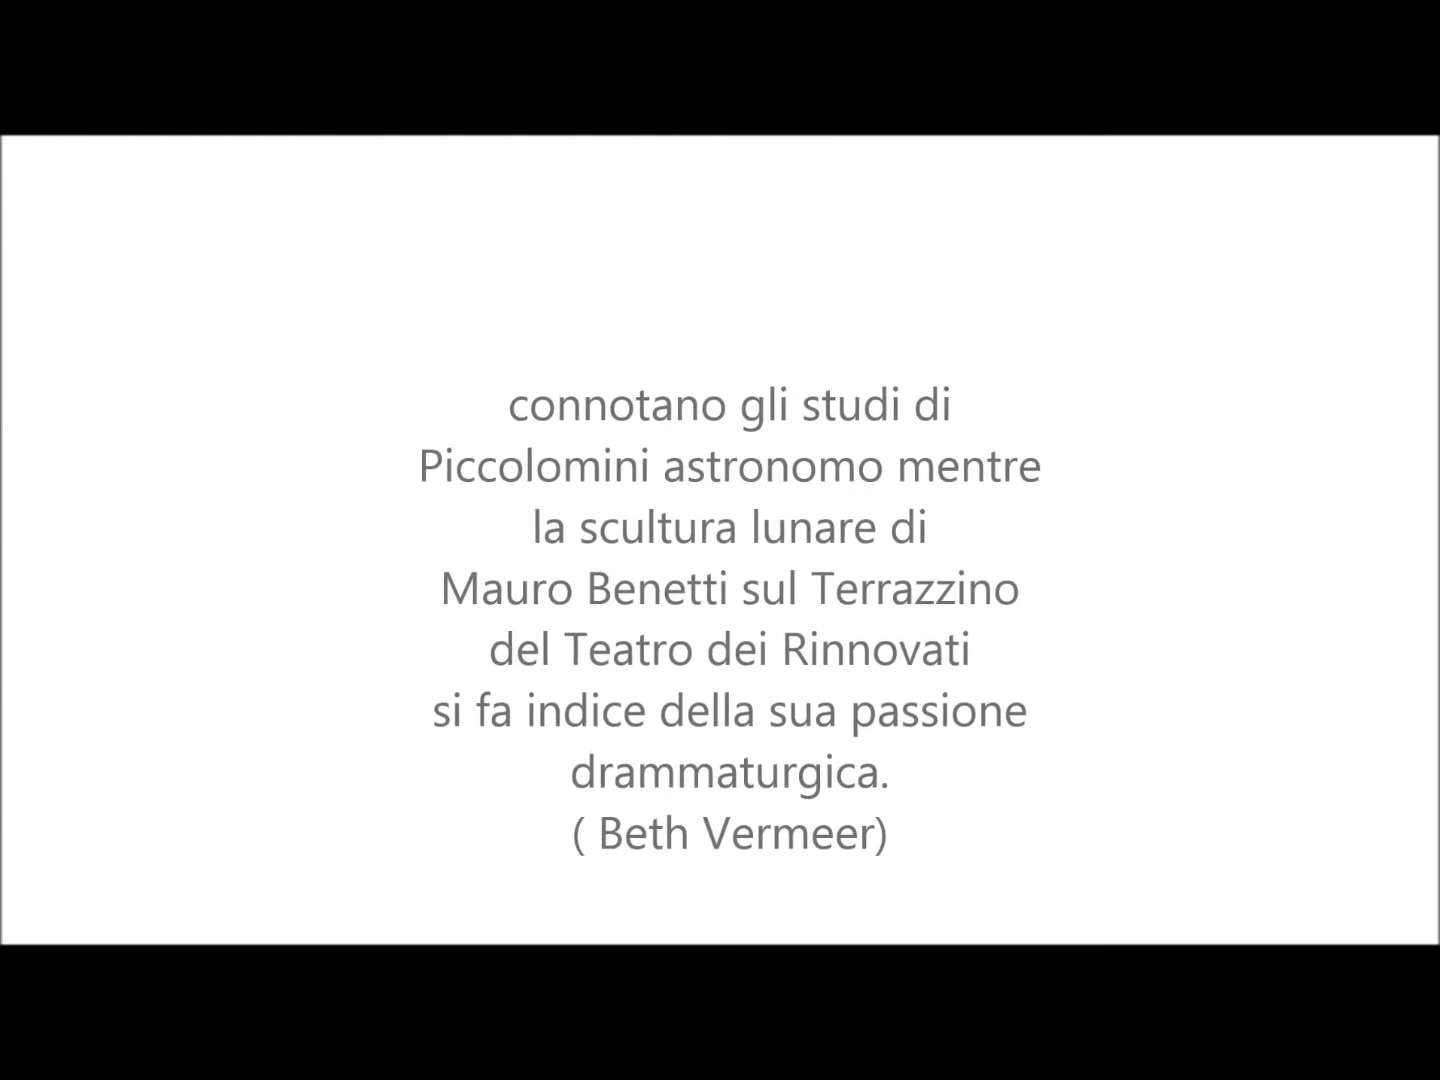 connotano gli studi di
Piccolomini astronomo mentre
la scultura lunare di
Mauro Benetti sul Terrazzino
del Teatro dei Rinnovati
si fa indice della sua passione
drammaturgica.
( Beth Vermeer)